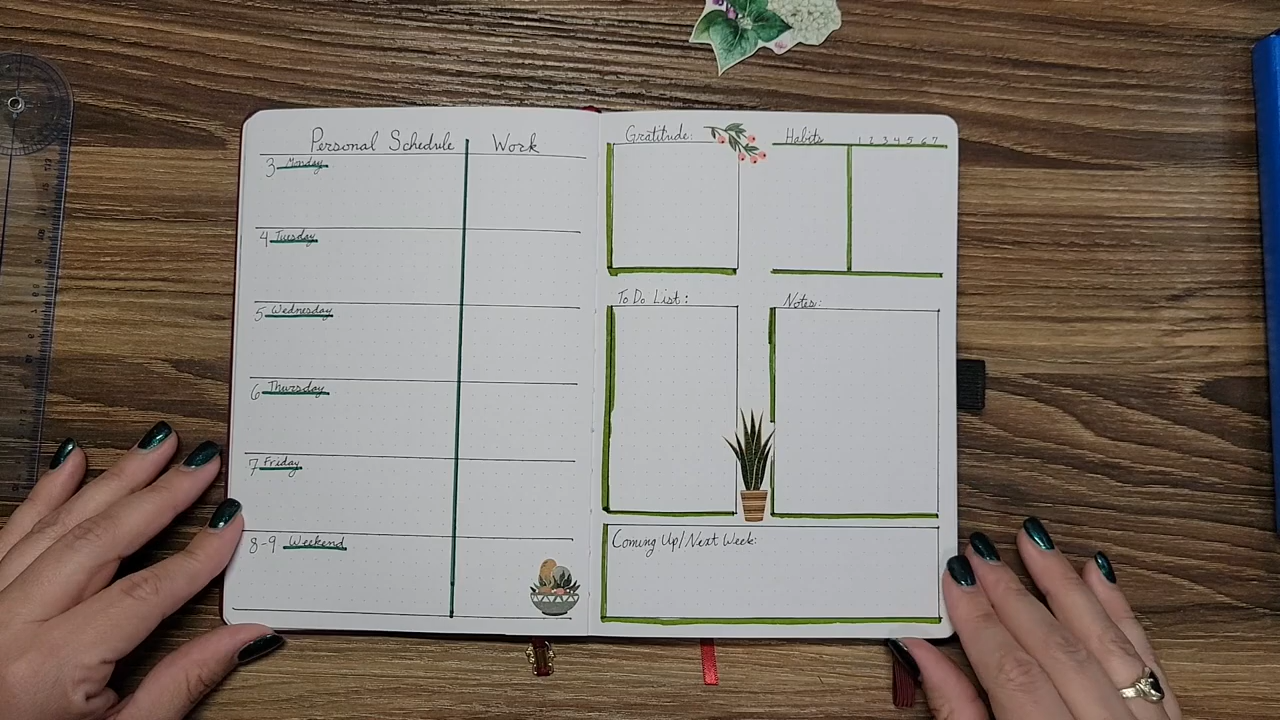 Personal Schedule Work
3 Monday
4 Tuesday
5 Wednesday
6 Thursday
7 Friday
8-9 Weekend
Gratitude:
Habits 1 2 3 4 5 6 7
To Do List:
Notes:
Coming Up/Next Week: